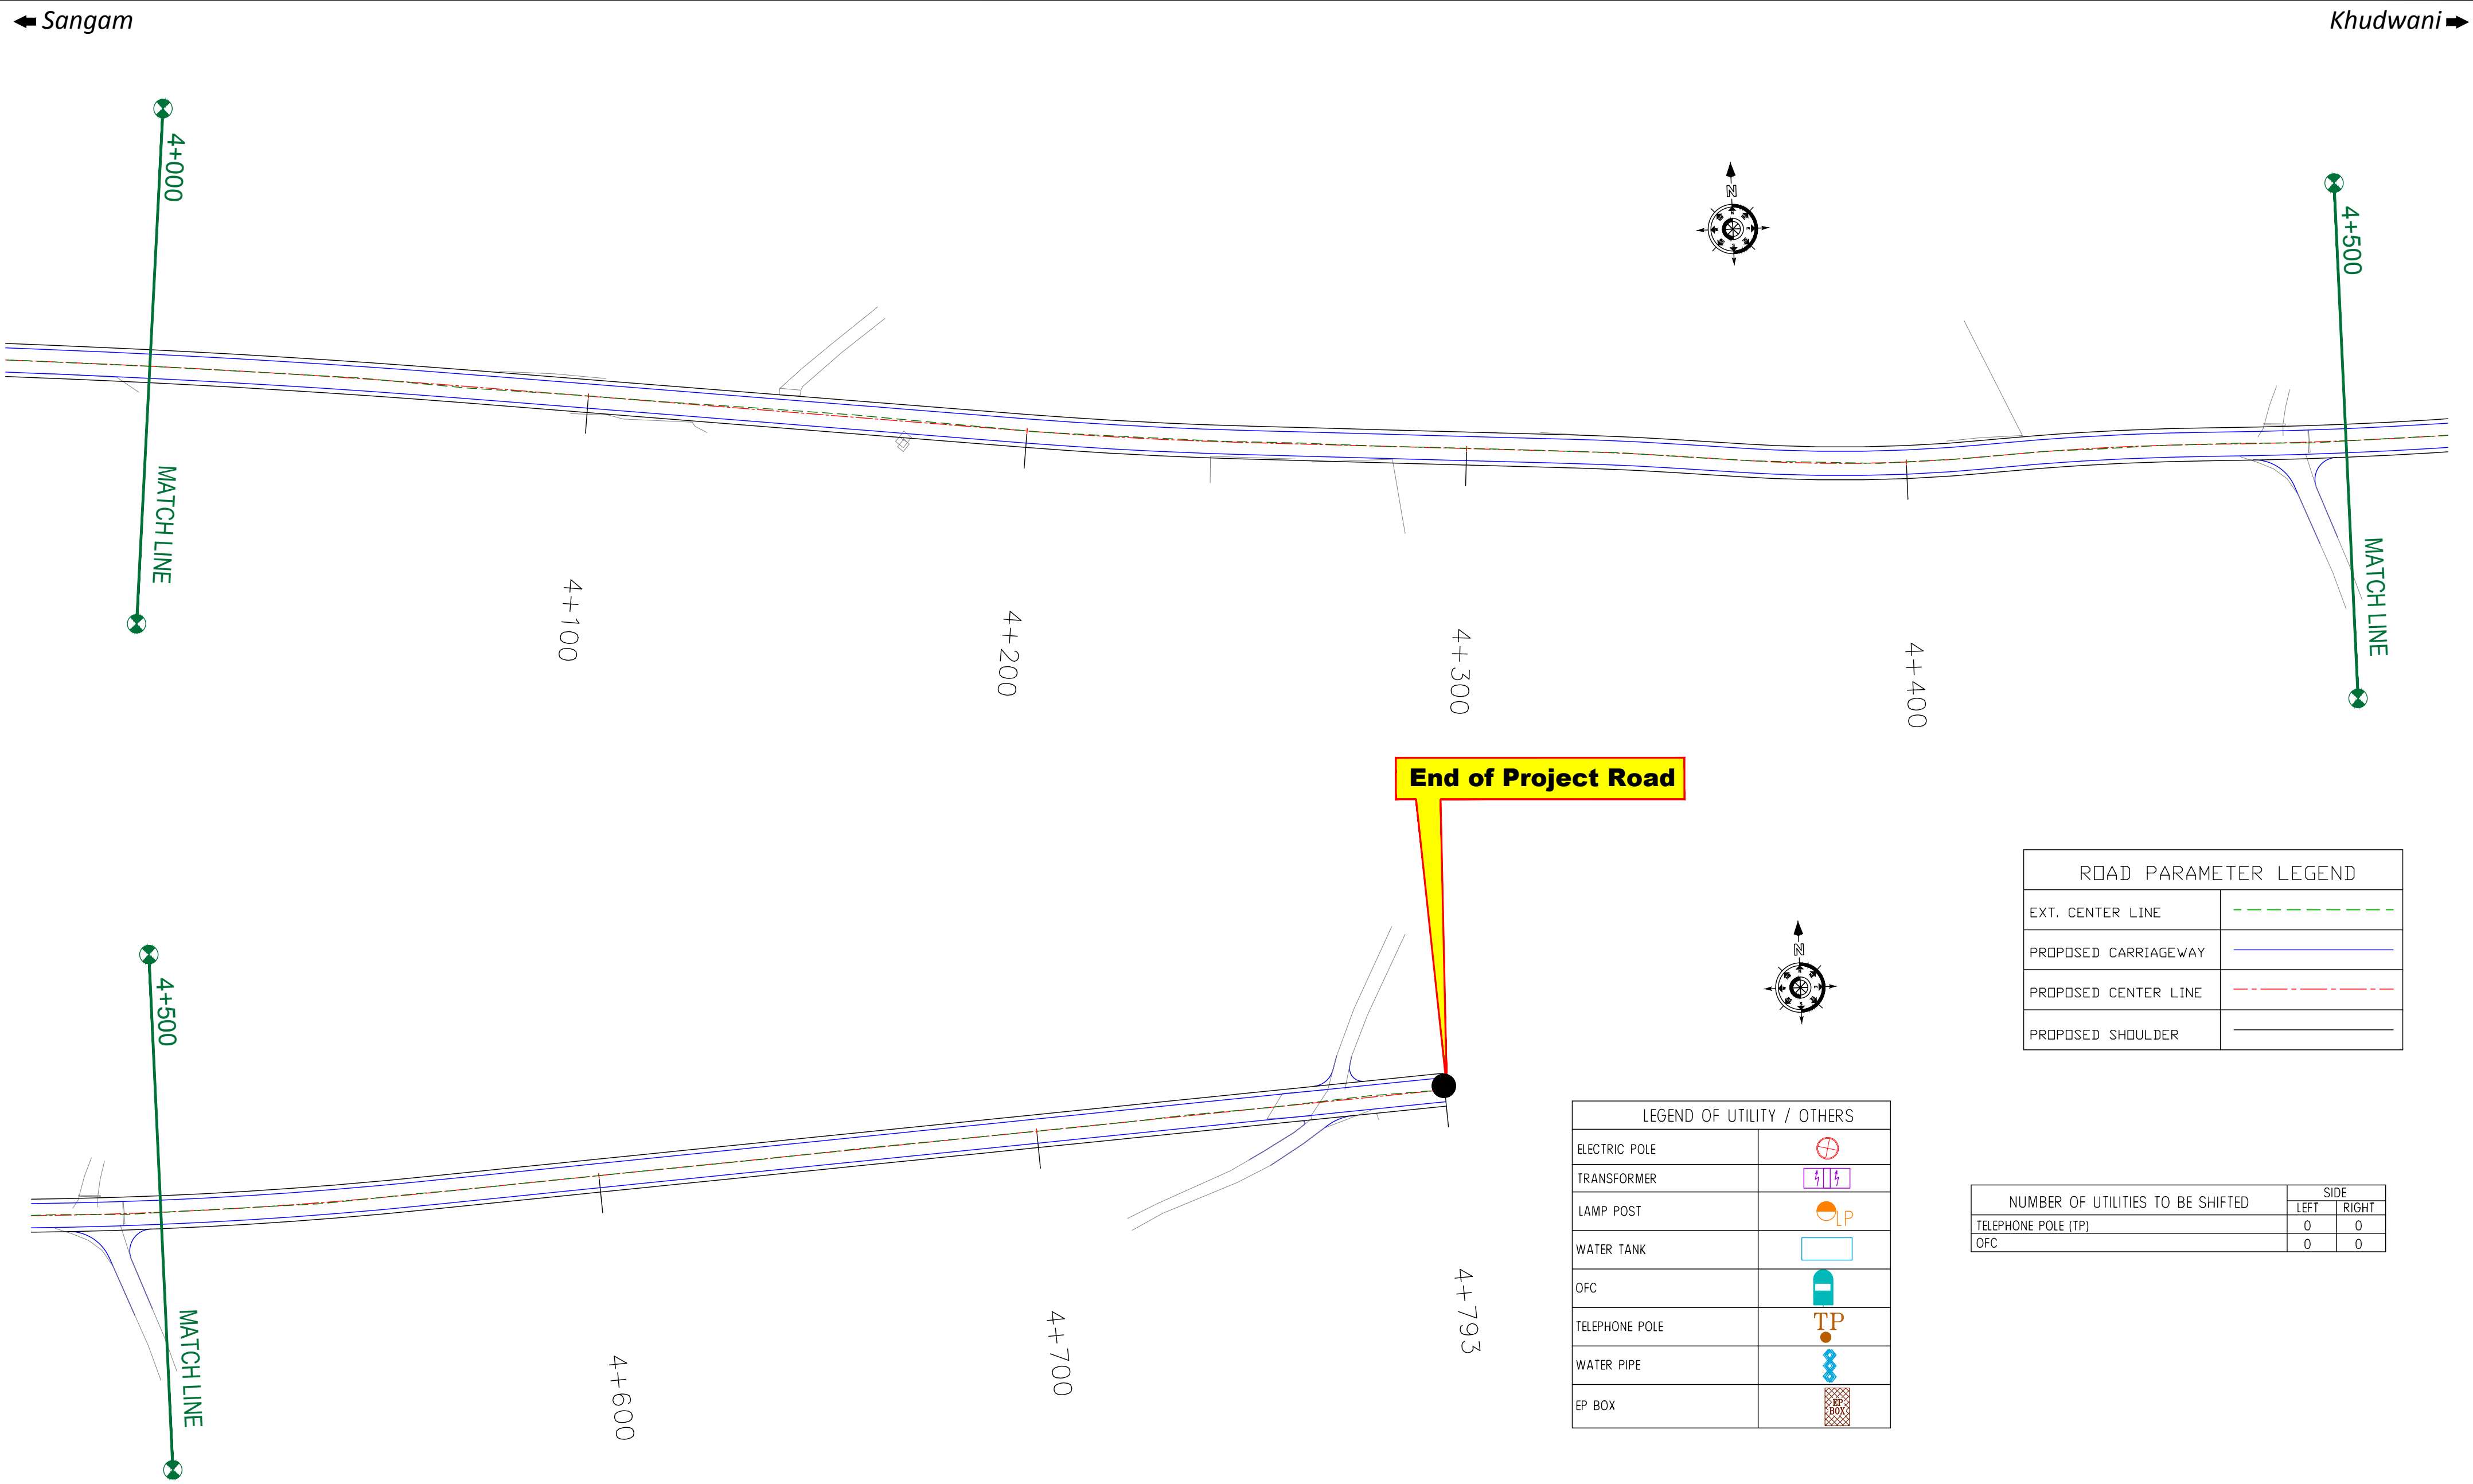 Sangam
Khudwani
4+000
MATCH LINE
N
4+500
MATCH LINE
4+100
4+200
4+300
4+400
End of Project Road
4+500
MATCH LINE
N
4+600
4+700
4+793
ROAD PARAMETER LEGEND
EXT. CENTER LINE
PROPOSED CARRIAGEWAY
PROPOSED CENTER LINE
PROPOSED SHOULDER
LEGEND OF UTILITY / OTHERS
ELECTRIC POLE
TRANSFORMER
LAMP POST LP
WATER TANK
OFC
TELEPHONE POLE TP
WATER PIPE
EP BOX EP BOX
NUMBER OF UTILITIES TO BE SHIFTED SIDE
LEFT RIGHT
TELEPHONE POLE (TP) 0 0
OFC 0 0